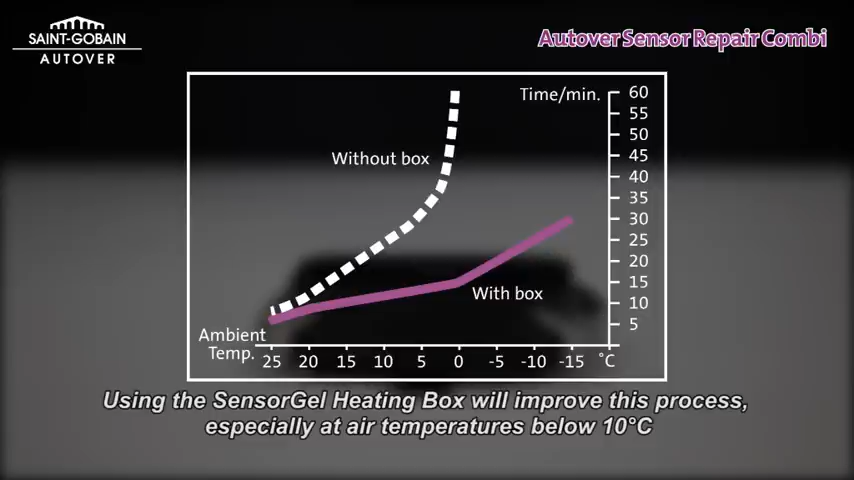 SAINT-GOBAIN
AUTOVER
Autover Sensor Repair Combi
Time/min.
60
55
50
45
40
35
30
25
20
15
10
5
Without box
With box
Ambient
Temp.
25 20 15 10 5 0 -5 -10 -15 °C
Using the SensorGel Heating Box will improve this process,
especially at air temperatures below 10°C